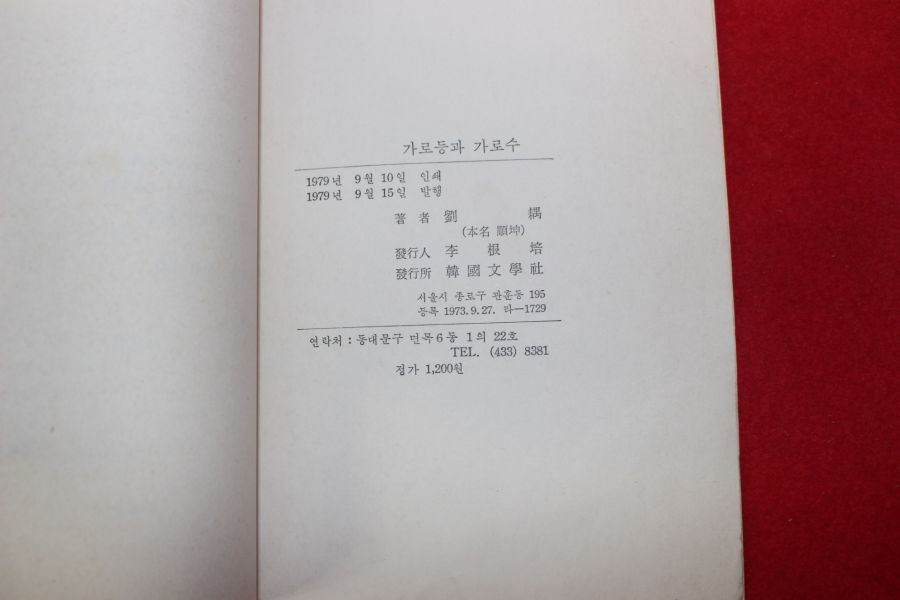 가로등과 가로수
1979년 9월 10일 인쇄
1979년 9월 15일 발행
著者 劉 耦
(本名 順坤)
發行人 李根培
發行所 韓國文學社
서울시 종로구 관훈동 195
등록 1973.9.27. 라—1729
연락처 : 동대문구 면목6동 1의 22호
TEL. (433) 8381
정가 1,200원